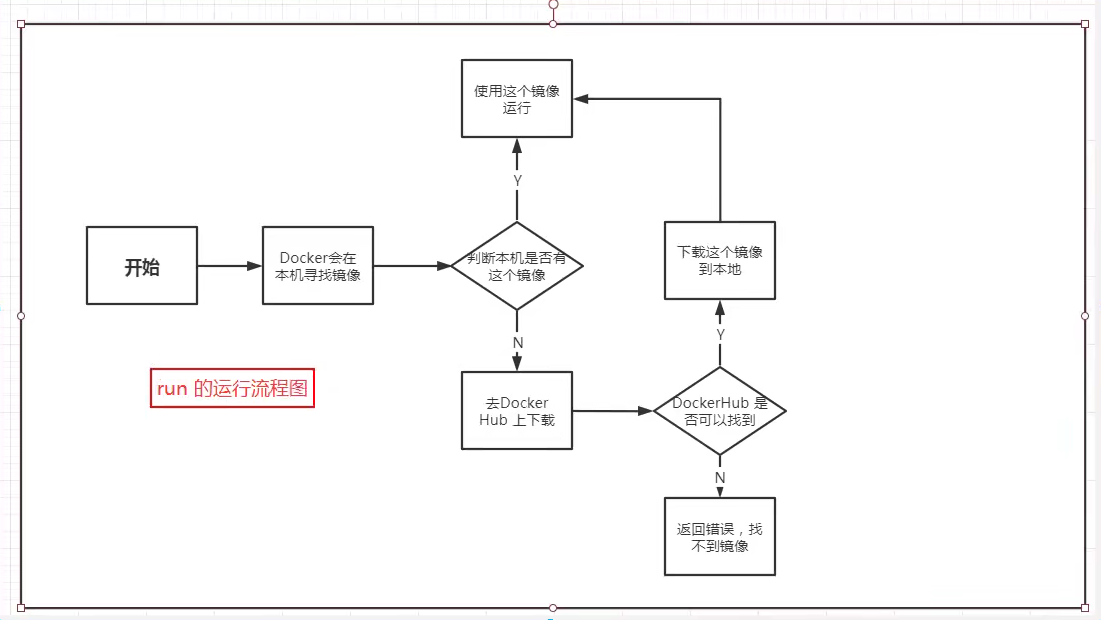 使用这个镜像
运行
Y
开始
Docker会在
本机寻找镜像
判断本机是否有
这个镜像
下载这个镜像
到本地
N
Y
run 的运行流程图
去Docker
Hub 上下载
DockerHub 是
否可以找到
N
返回错误，找
不到镜像